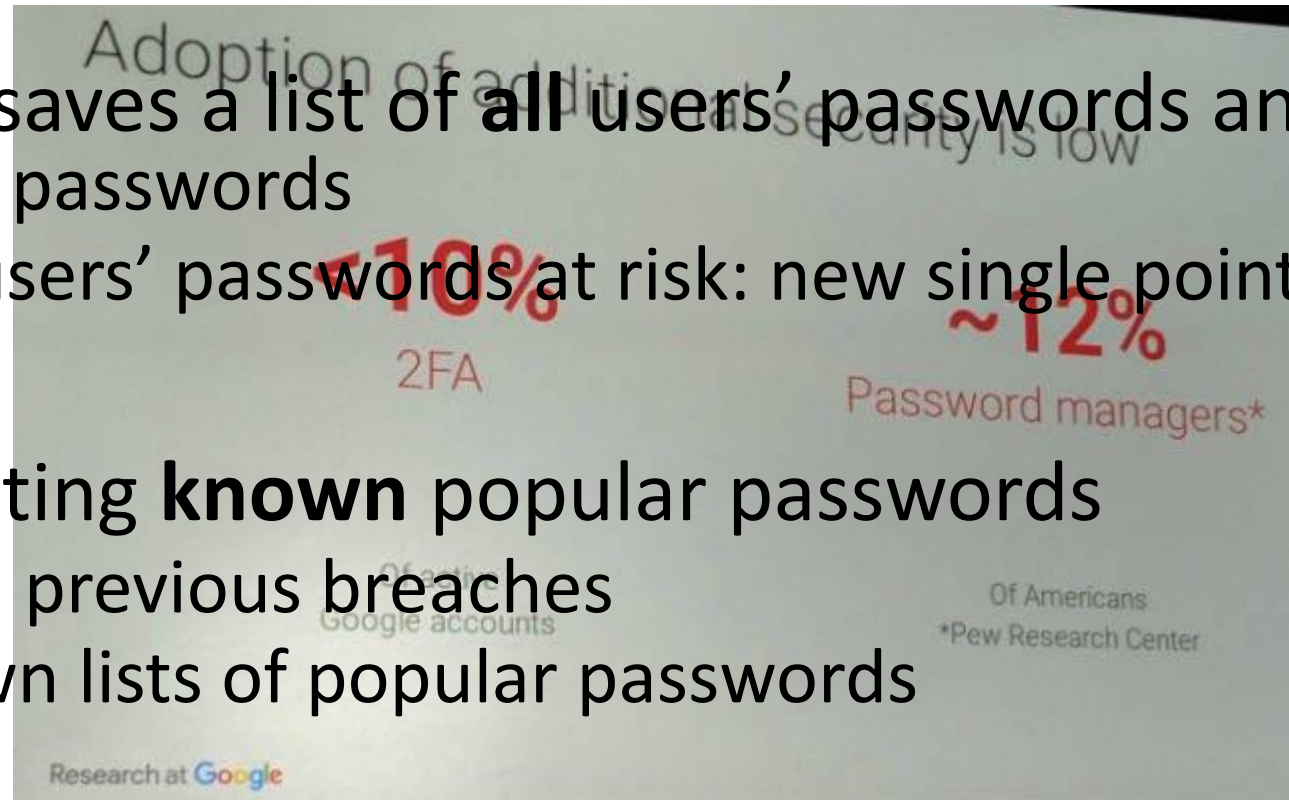 Adoption of additional security is low
saves a list of all users' passwords an
passwords
sers' passwords at risk: new single point
<10%
~12%
2FA
Password managers*
ting known popular passwords
previous breaches
Of active
Google accounts
Of Americans
*Pew Research Center
n lists of popular passwords
Research at Google